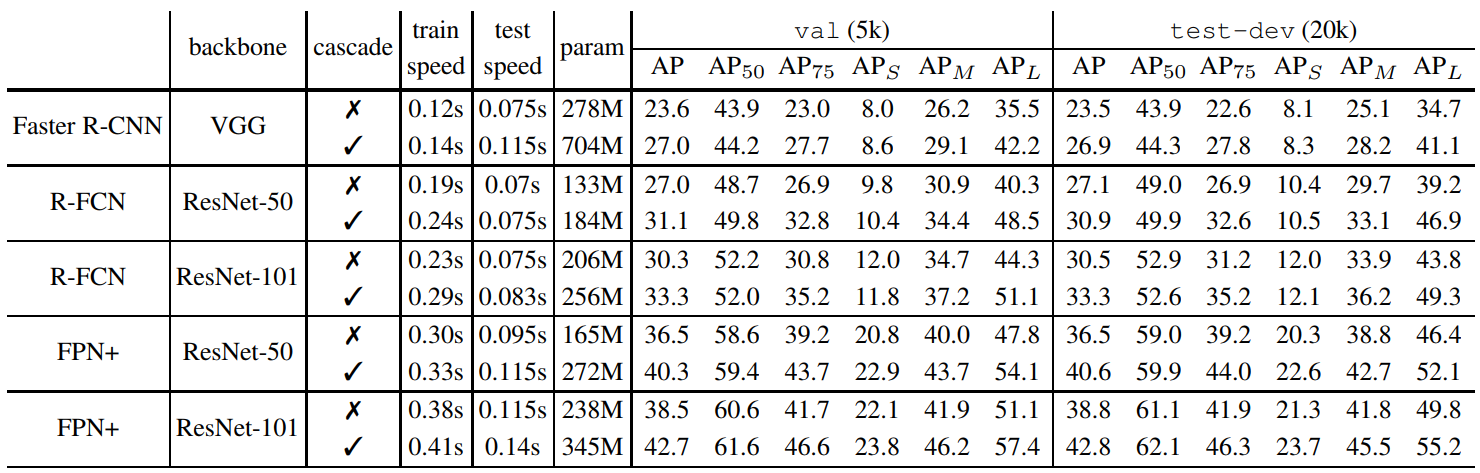 backbone cascade train speed test speed param val (5k) test-dev (20k)
AP AP50 AP75 APS APM APL AP AP50 AP75 APS APM APL
Faster R-CNN VGG ✗ 0.12s 0.075s 278M 23.6 43.9 23.0 8.0 26.2 35.5 23.5 43.9 22.6 8.1 25.1 34.7
✓ 0.14s 0.115s 704M 27.0 44.2 27.7 8.6 29.1 42.2 26.9 44.3 27.8 8.3 28.2 41.1
R-FCN ResNet-50 ✗ 0.19s 0.07s 133M 27.0 48.7 26.9 9.8 30.9 40.3 27.1 49.0 26.9 10.4 29.7 39.2
✓ 0.24s 0.075s 184M 31.1 49.8 32.8 10.4 34.4 48.5 30.9 49.9 32.6 10.5 33.1 46.9
R-FCN ResNet-101 ✗ 0.23s 0.075s 206M 30.3 52.2 30.8 12.0 34.7 44.3 30.5 52.9 31.2 12.0 33.9 43.8
✓ 0.29s 0.083s 256M 33.3 52.0 35.2 11.8 37.2 51.1 33.3 52.6 35.2 12.1 36.2 49.3
FPN+ ResNet-50 ✗ 0.30s 0.095s 165M 36.5 58.6 39.2 20.8 40.0 47.8 36.5 59.0 39.2 20.3 38.8 46.4
✓ 0.33s 0.115s 272M 40.3 59.4 43.7 22.9 43.7 54.1 40.6 59.9 44.0 22.6 42.7 52.1
FPN+ ResNet-101 ✗ 0.38s 0.115s 238M 38.5 60.6 41.7 22.1 41.9 51.1 38.8 61.1 41.9 21.3 41.8 49.8
✓ 0.41s 0.14s 345M 42.7 61.6 46.6 23.8 46.2 57.4 42.8 62.1 46.3 23.7 45.5 55.2